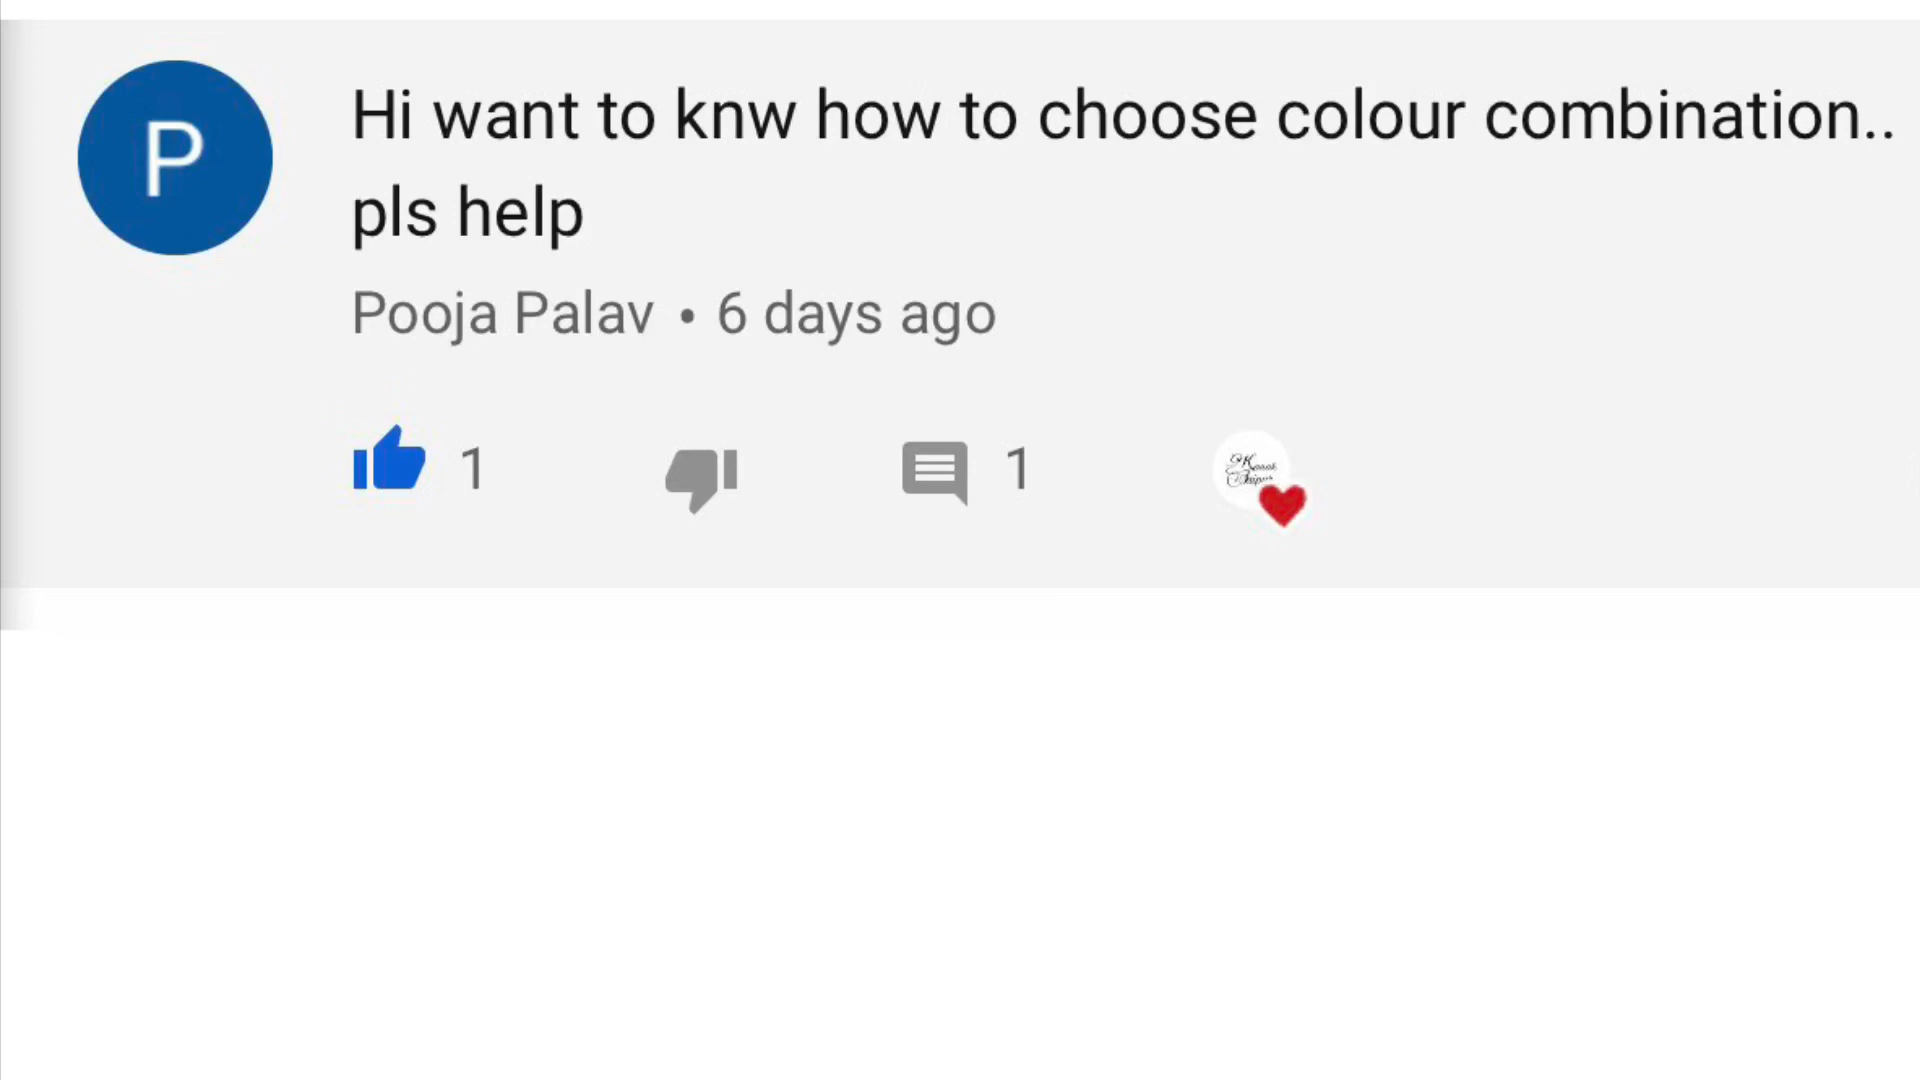 P
Hi want to knw how to choose colour combination..
pls help
Pooja Palav • 6 days ago
1
1